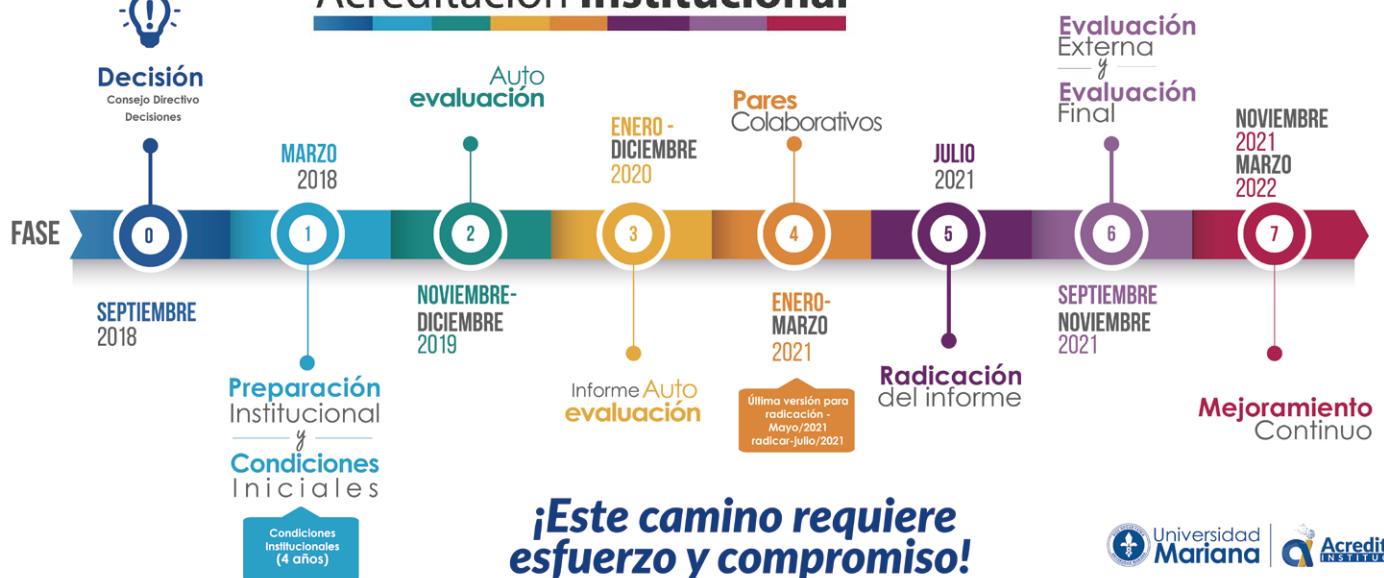 Acreditación Institucional
Decisión
Consejo Directivo
Decisiones
MARZO
2018
Auto
evaluación
ENERO -
DICIEMBRE
2020
Pares
Colaborativos
JULIO
2021
Evaluación
Externa
y
Evaluación
Final
NOVIEMBRE
2021
MARZO
2022
FASE
0
1
2
3
4
5
6
7
SEPTIEMBRE
2018
Preparación
Institucional
y
Condiciones
Iniciales
Condiciones
Institucionales
(4 años)
NOVIEMBRE-
DICIEMBRE
2019
Informe Auto
evaluación
ENERO-
MARZO
2021
Última versión para
radicación -
Mayo/2021
radicar-julio/2021
Radicación
del informe
SEPTIEMBRE
NOVIEMBRE
2021
Mejoramiento
Continuo
¡Este camino requiere
esfuerzo y compromiso!
Universidad
Mariana